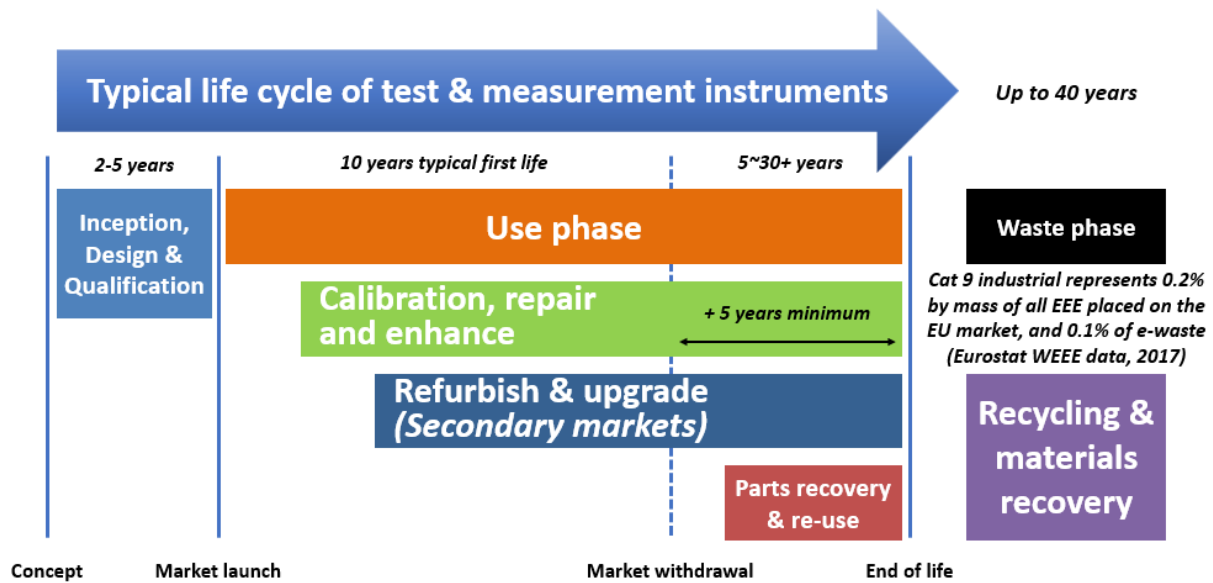 Typical life cycle of test & measurement instruments
Up to 40 years
2-5 years
10 years typical first life
5~30+ years
Inception,
Design &
Qualification
Use phase
Waste phase
Calibration, repair
and enhance
+ 5 years minimum
Cat 9 industrial represents 0.2%
by mass of all EEE placed on the
EU market, and 0.1% of e-waste
(Eurostat WEEE data, 2017)
Refurbish & upgrade
(Secondary markets)
Parts recovery
& re-use
Recycling &
materials
recovery
Concept
Market launch
Market withdrawal
End of life